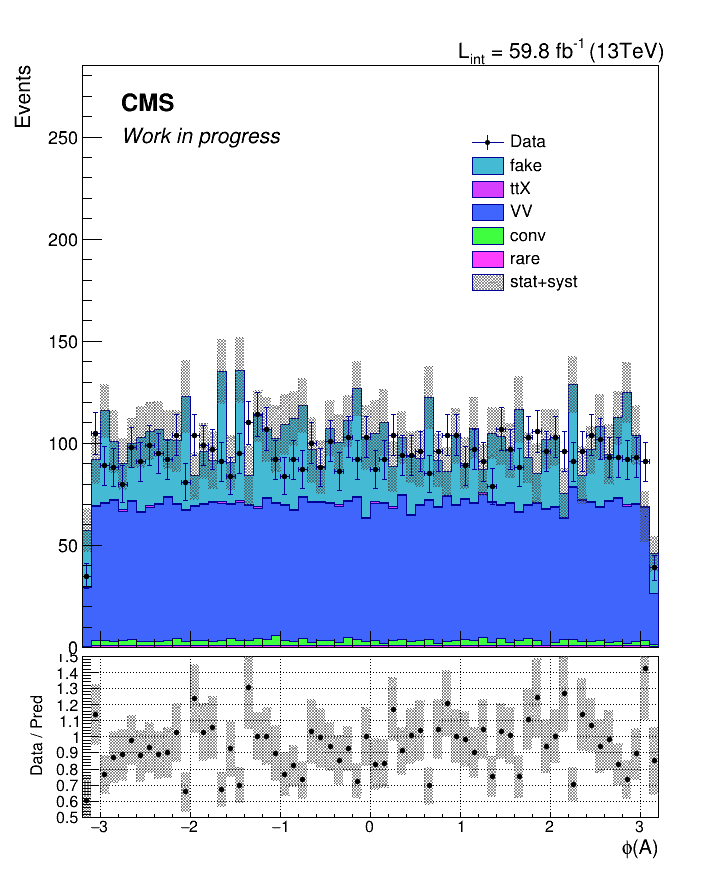 L_int = 59.8 fb^-1 (13TeV)
Events
CMS
Work in progress
Data
fake
ttX
VV
conv
rare
stat+syst
250
200
150
100
50
0
Data / Pred
1.5
1.4
1.3
1.2
1.1
1
0.9
0.8
0.7
0.6
0.5
−3 −2 −1 0 1 2 3
ϕ(A)